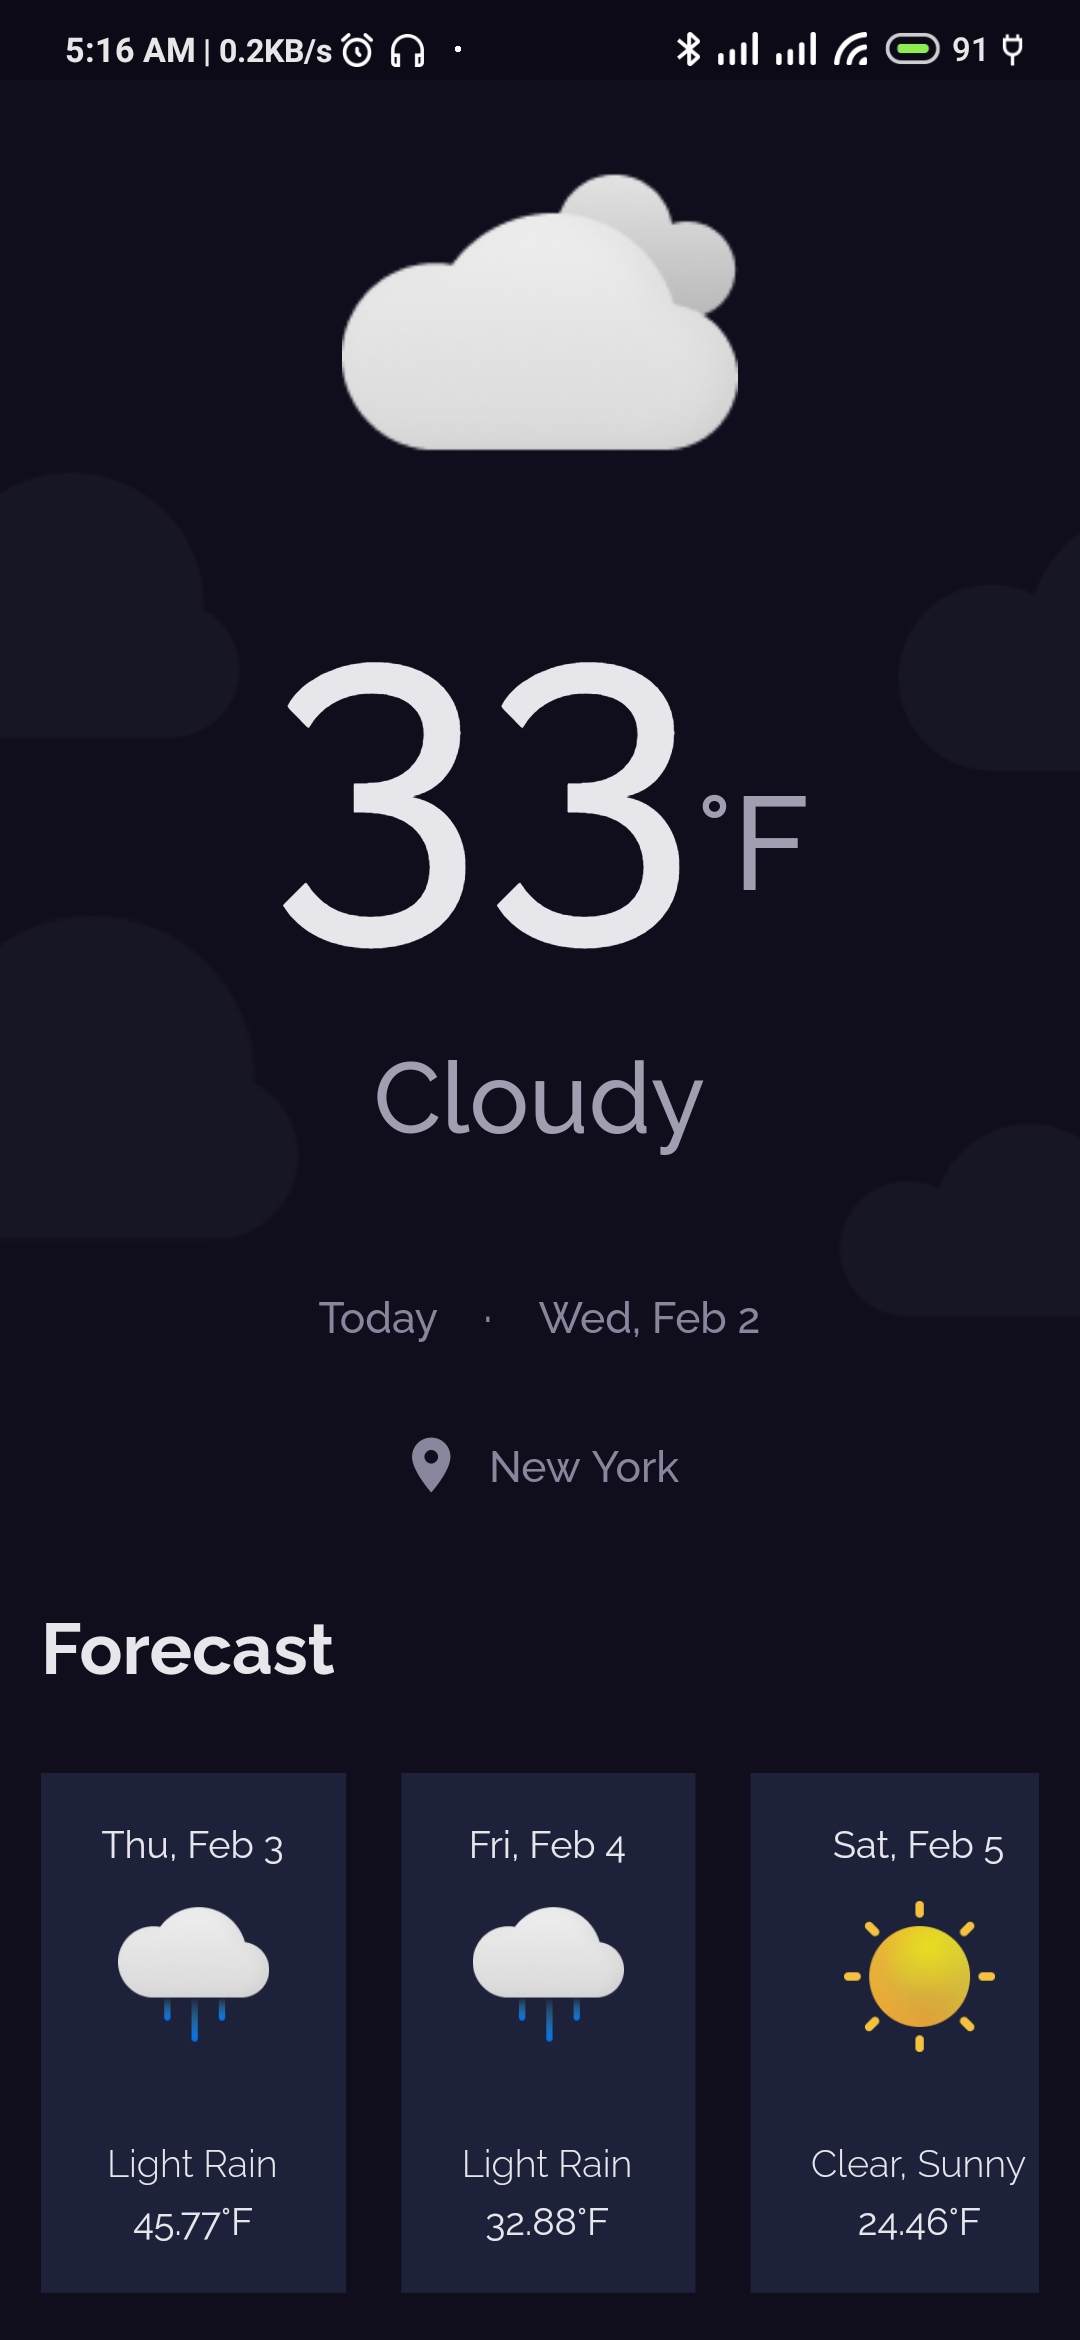 5:16 AM | 0.2KB/s 91
33 °F
Cloudy
Today · Wed, Feb 2
New York
Forecast
Thu, Feb 3
Light Rain
45.77°F
Fri, Feb 4
Light Rain
32.88°F
Sat, Feb 5
Clear, Sunny
24.46°F